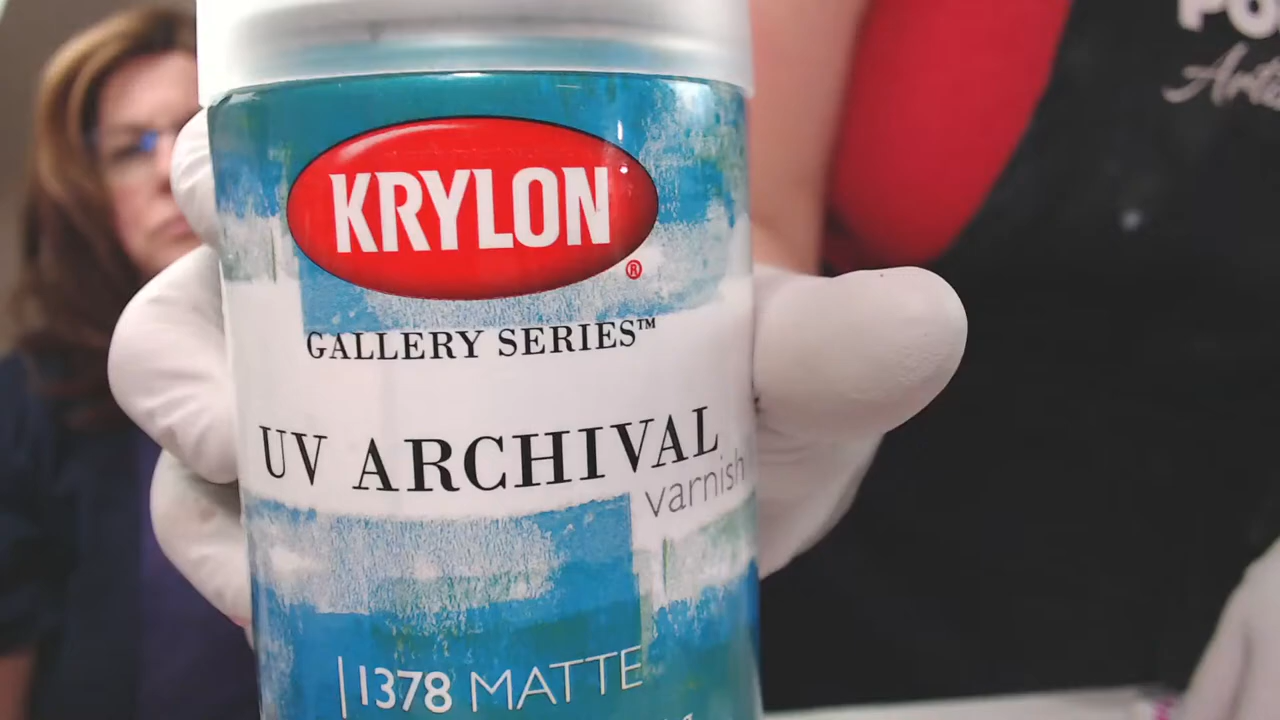 KRYLON
®
GALLERY SERIES™
UV ARCHIVAL
varnish
1378 MATTE